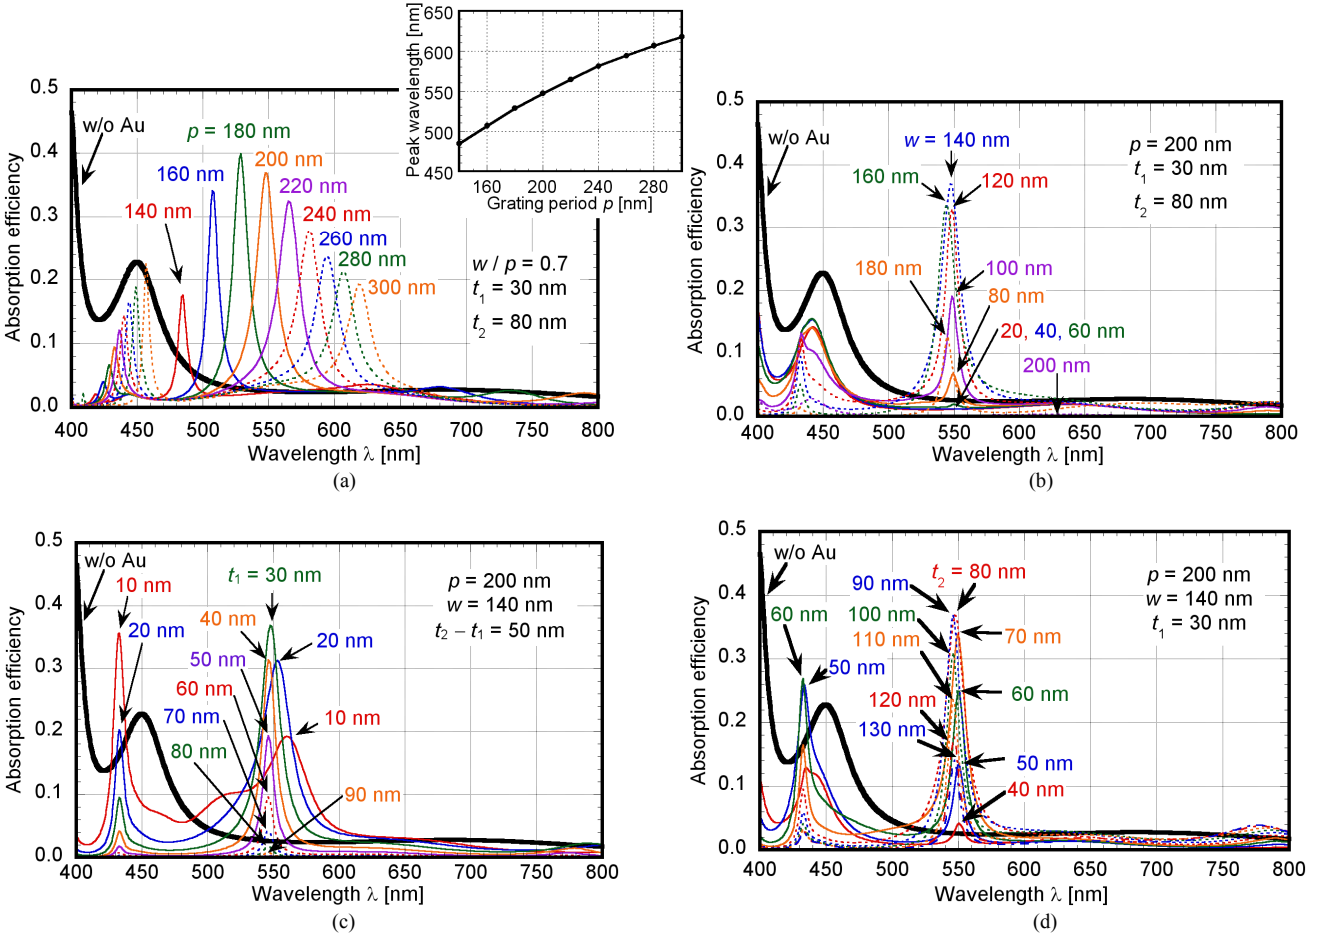 650
600
550
500
450
Peak wavelength [nm]
160 200 240 280
Grating period p [nm]
0.5
0.4
0.3
0.2
0.1
0.0
Absorption efficiency
w/o Au
p = 180 nm
200 nm
160 nm
220 nm
140 nm
240 nm
260 nm
280 nm
300 nm
w / p = 0.7
t1 = 30 nm
t2 = 80 nm
400 450 500 550 600 650 700 750 800
Wavelength λ [nm]
(a)
0.5
0.4
0.3
0.2
0.1
0.0
Absorption efficiency
w/o Au
w = 140 nm
160 nm
120 nm
p = 200 nm
t1 = 30 nm
t2 = 80 nm
180 nm
100 nm
80 nm
20, 40, 60 nm
200 nm
400 450 500 550 600 650 700 750 800
Wavelength λ [nm]
(b)
0.5
0.4
0.3
0.2
0.1
0.0
Absorption efficiency
w/o Au
10 nm
20 nm
t1 = 30 nm
40 nm
20 nm
50 nm
60 nm
70 nm
10 nm
80 nm
90 nm
p = 200 nm
w = 140 nm
t2 – t1 = 50 nm
400 450 500 550 600 650 700 750 800
Wavelength λ [nm]
(c)
0.5
0.4
0.3
0.2
0.1
0.0
Absorption efficiency
w/o Au
60 nm
50 nm
90 nm
t2 = 80 nm
100 nm
110 nm
70 nm
120 nm
60 nm
130 nm
50 nm
40 nm
p = 200 nm
w = 140 nm
t1 = 30 nm
400 450 500 550 600 650 700 750 800
Wavelength λ [nm]
(d)